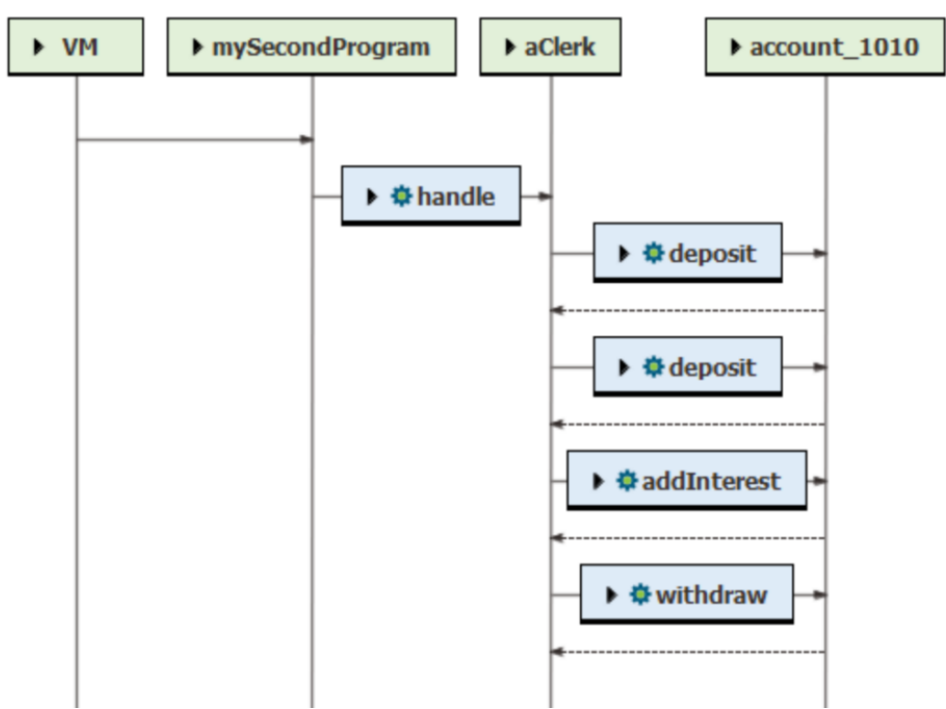 VM
mySecondProgram
aClerk
account_1010
handle
deposit
deposit
addInterest
withdraw